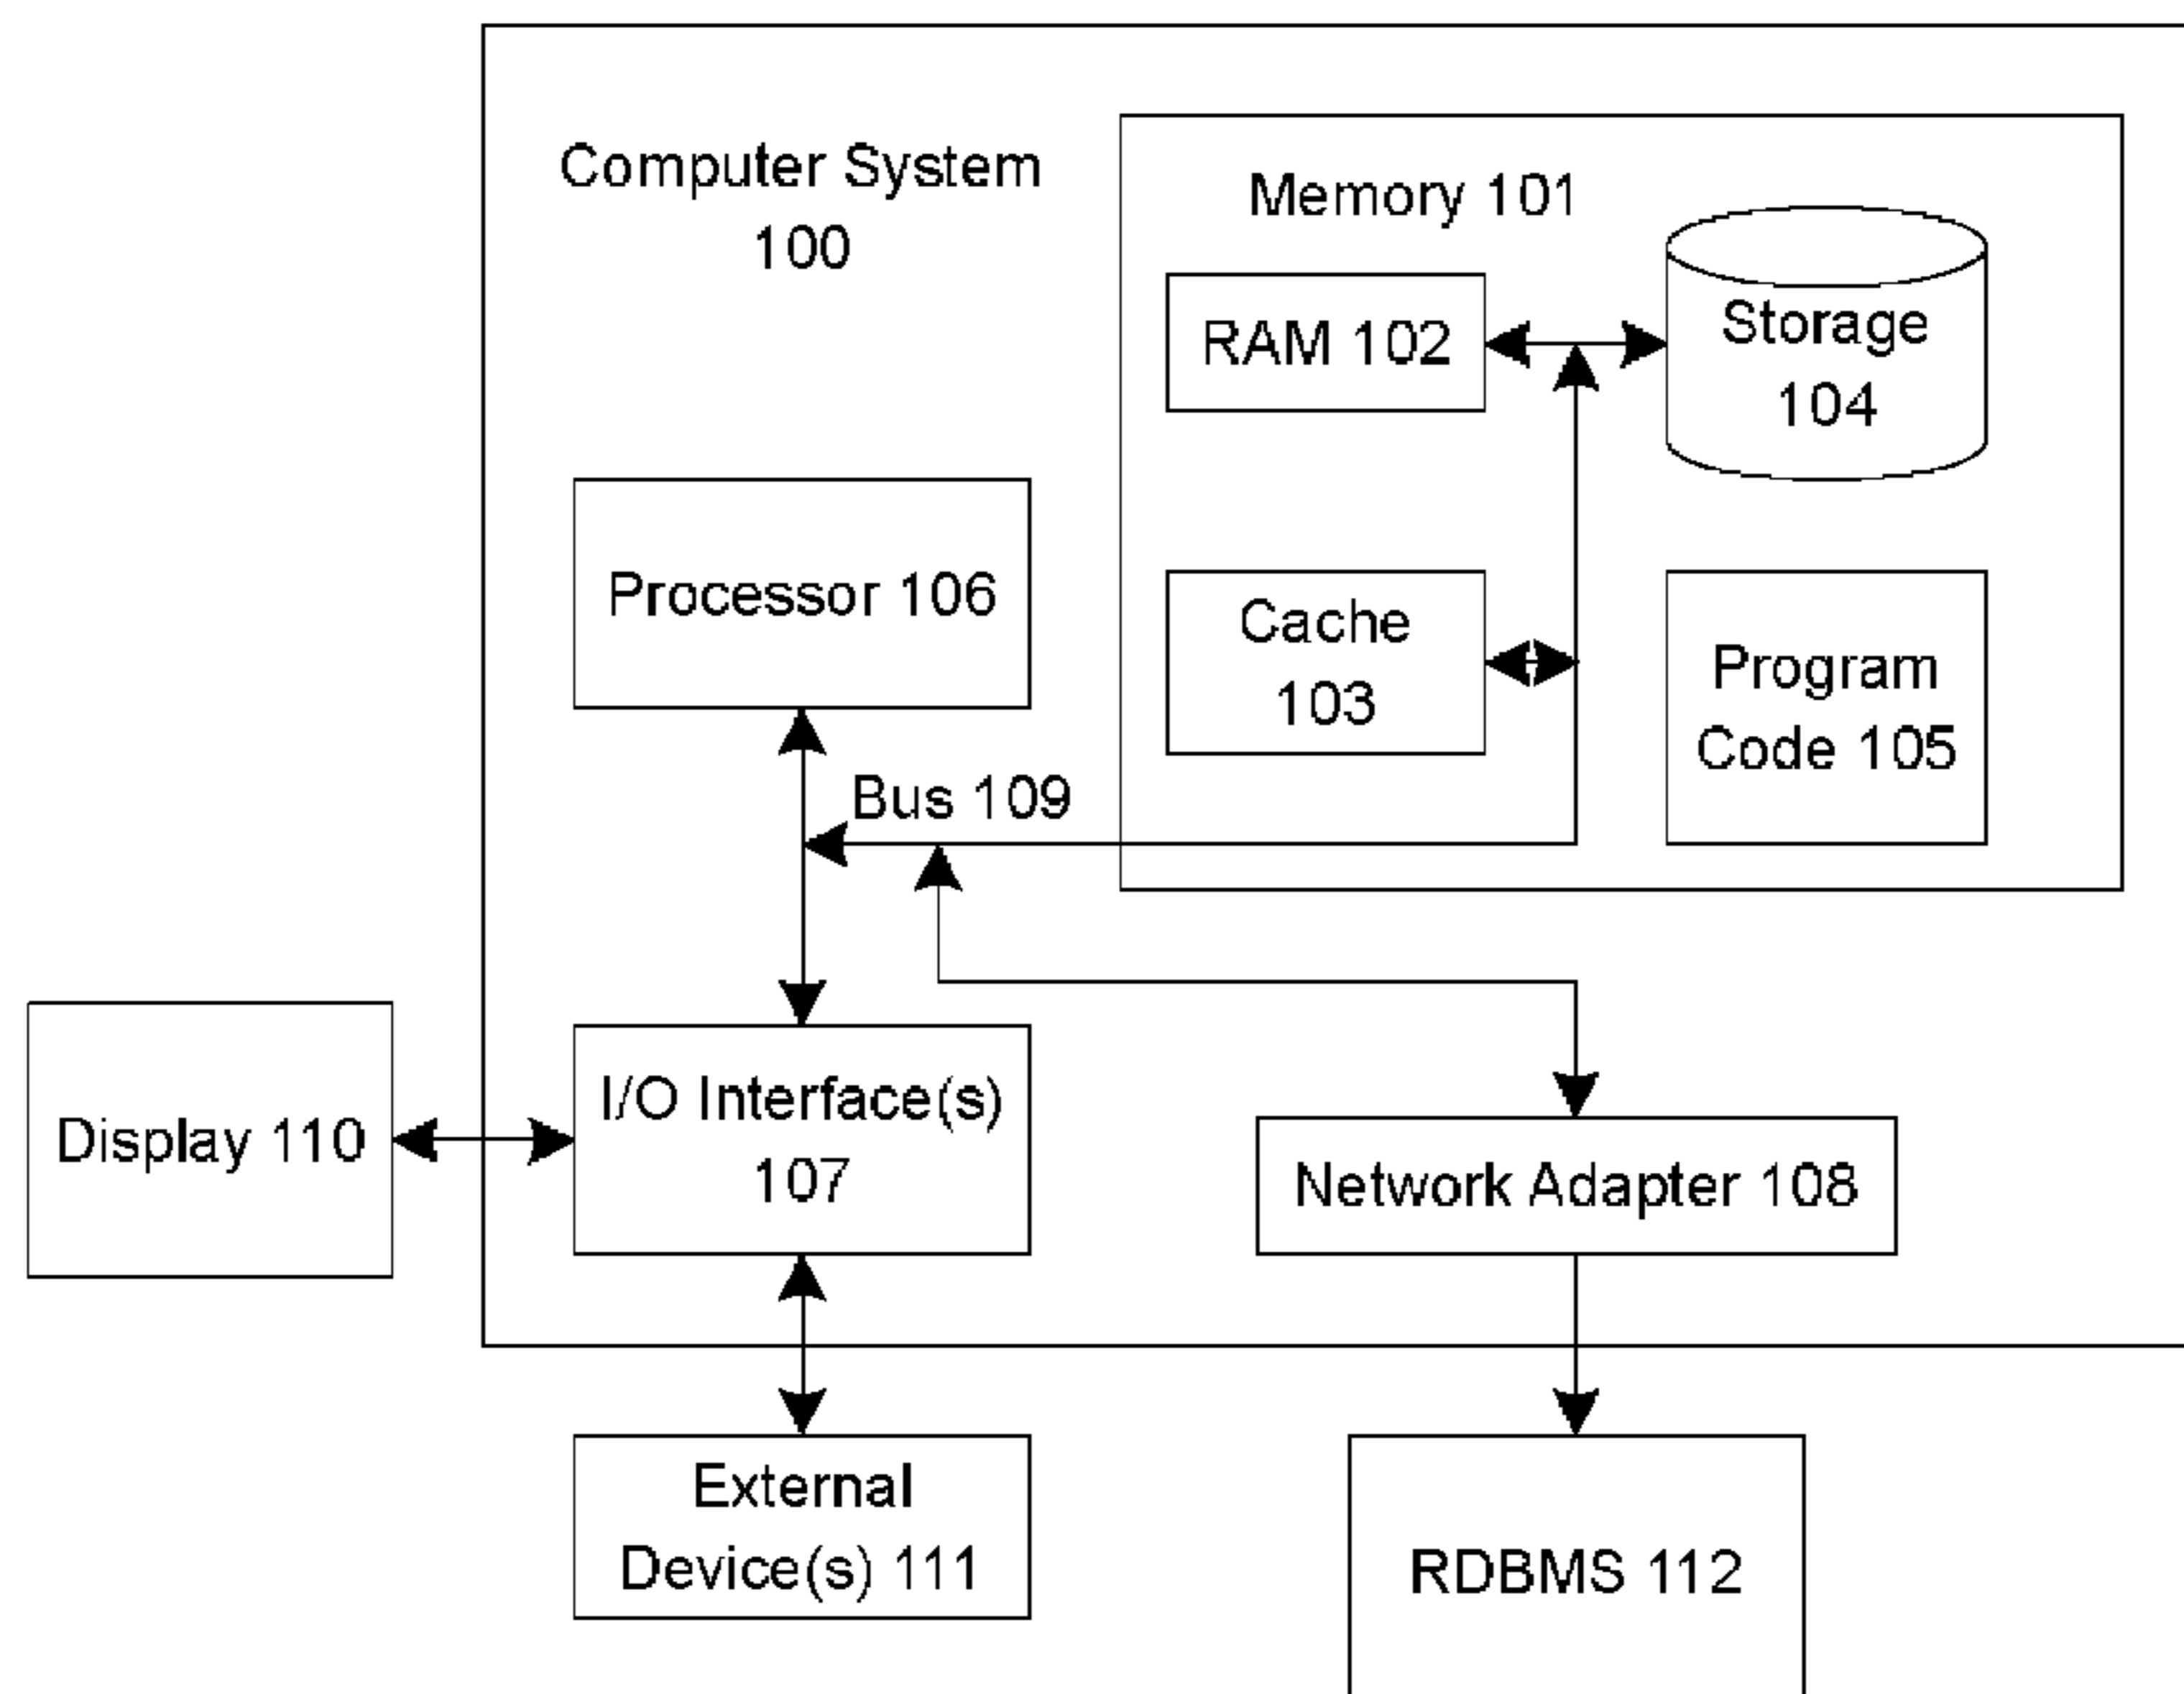 Computer System
100
Memory 101
RAM 102
Storage
104
Processor 106
Cache
103
Program
Code 105
Bus 109
Display 110
I/O Interface(s)
107
Network Adapter 108
External
Device(s) 111
RDBMS 112